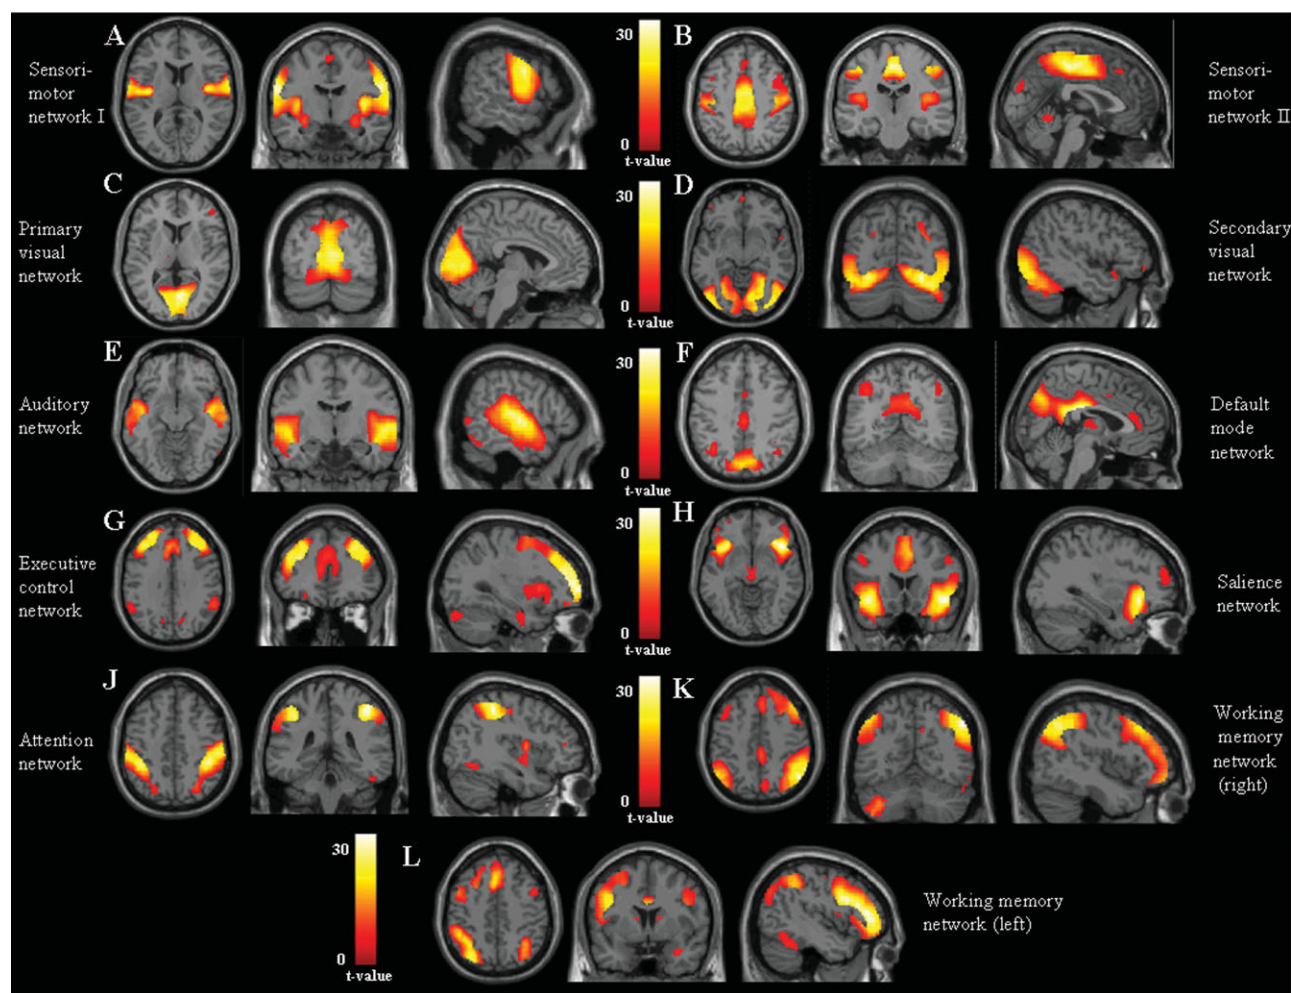 A
Sensori-
motor
network I
30
0
t-value
B
Sensori-
motor
network II
C
Primary
visual
network
30
0
t-value
D
Secondary
visual
network
E
Auditory
network
30
0
t-value
F
Default
mode
network
G
Executive
control
network
30
0
t-value
H
Salience
network
J
Attention
network
30
0
t-value
K
Working
memory
network
(right)
30
0
t-value
L
Working memory
network (left)